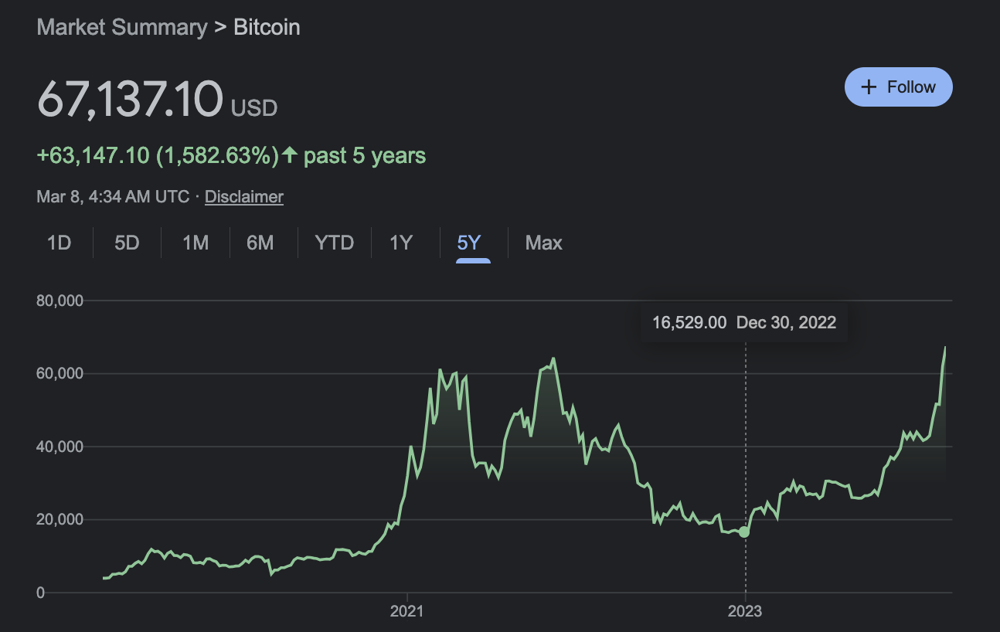 Market Summary > Bitcoin
67,137.10 USD
+ Follow
+63,147.10 (1,582.63%)↑ past 5 years
Mar 8, 4:34 AM UTC · Disclaimer
1D 5D 1M 6M YTD 1Y 5Y Max
80,000
16,529.00 Dec 30, 2022
60,000
40,000
20,000
0
2021 2023